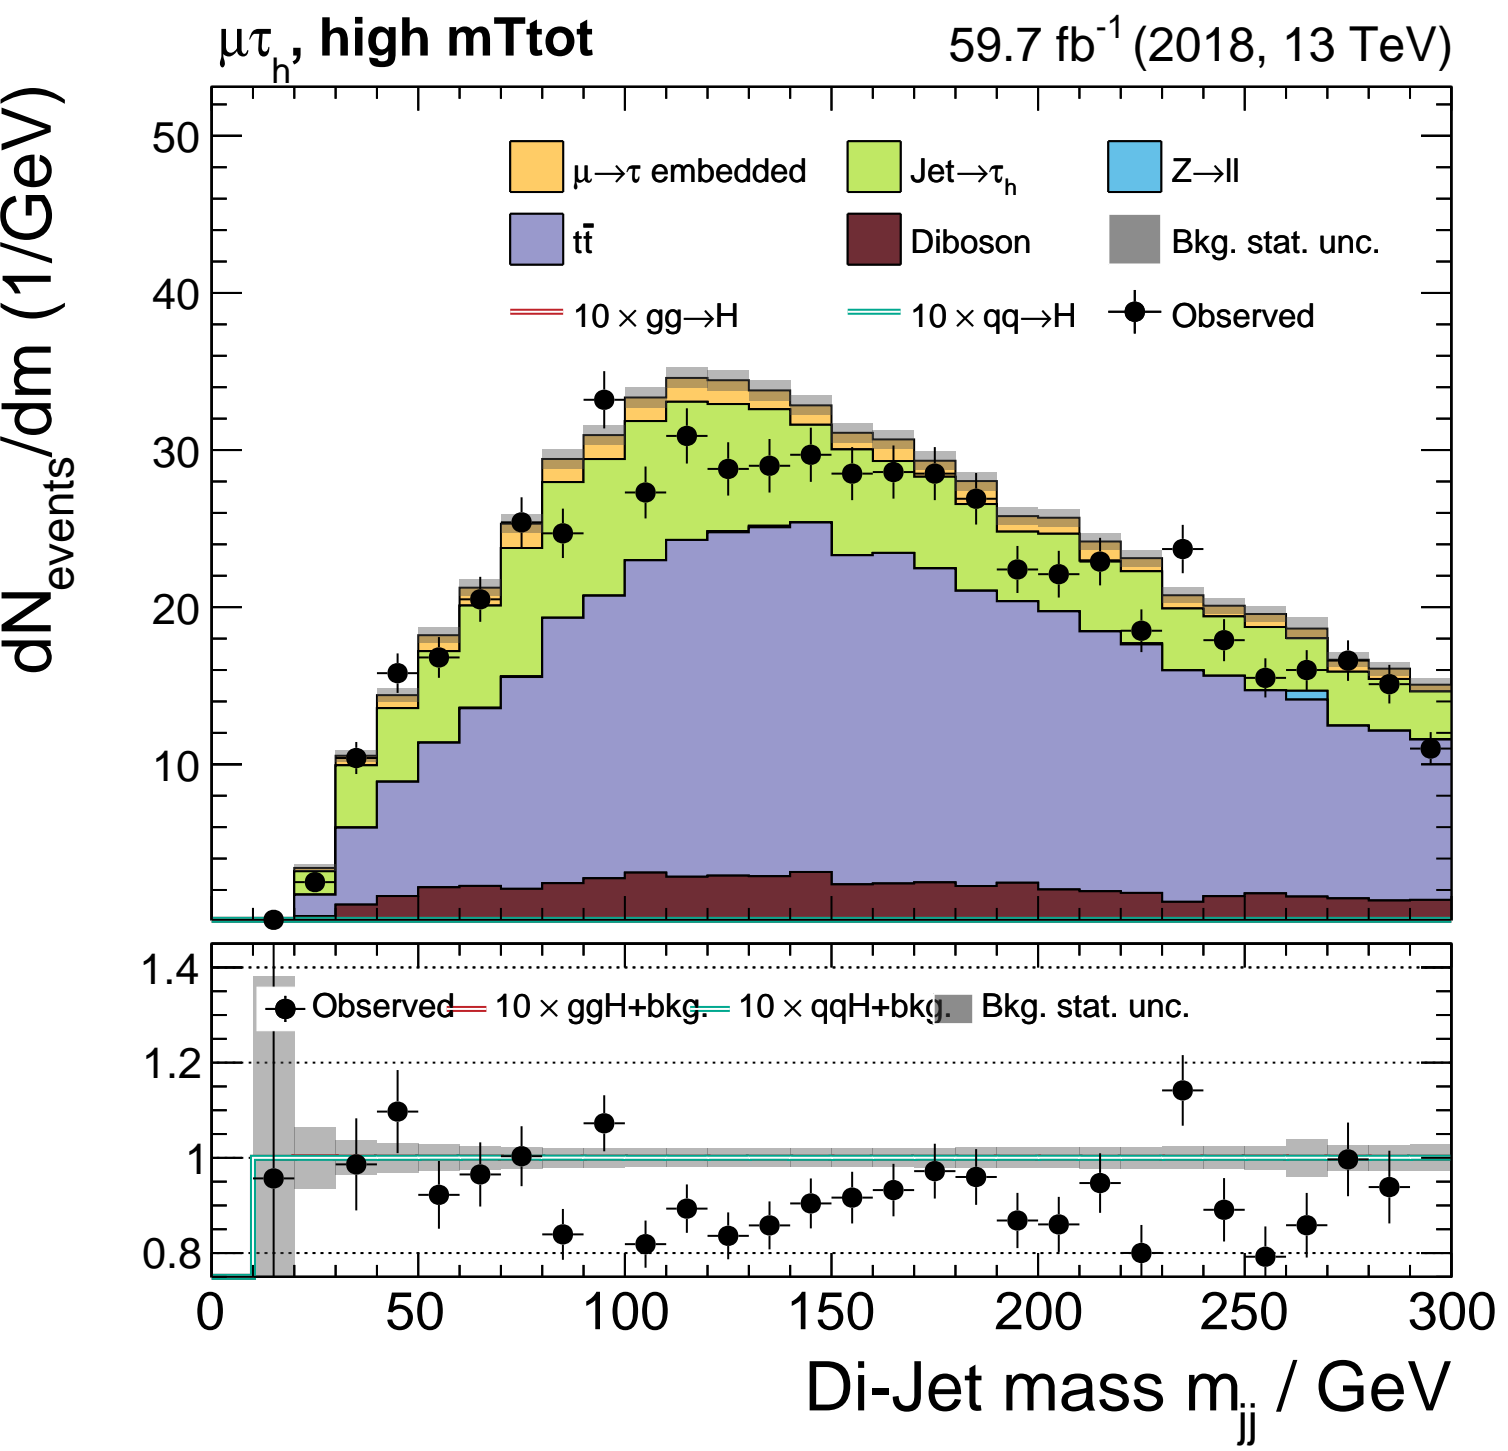 μτh, high mTtot
59.7 fb-1 (2018, 13 TeV)
dNevents/dm (1/GeV)
50
40
30
20
10
μ→τ embedded
Jet→τh
Z→ll
tt̄
Diboson
Bkg. stat. unc.
10 × gg→H
10 × qq→H
Observed
1.4
1.2
1
0.8
Observed
10 × ggH+bkg.
10 × qqH+bkg.
Bkg. stat. unc.
0 50 100 150 200 250 300
Di-Jet mass mjj / GeV